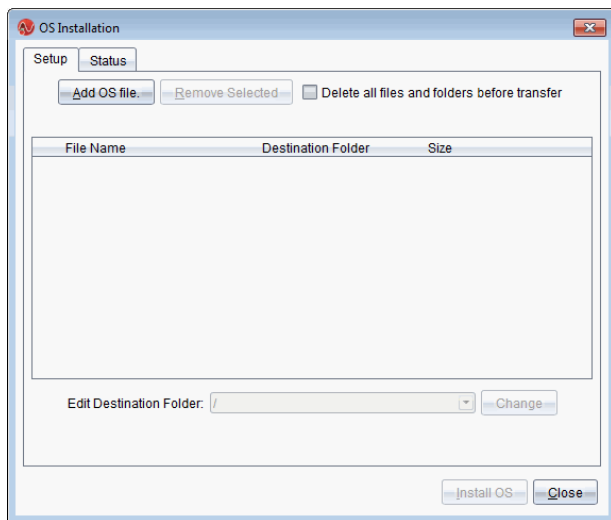 OS Installation
Setup Status
Add OS file. Remove Selected Delete all files and folders before transfer
File Name Destination Folder Size
Edit Destination Folder: / Change
Install OS Close